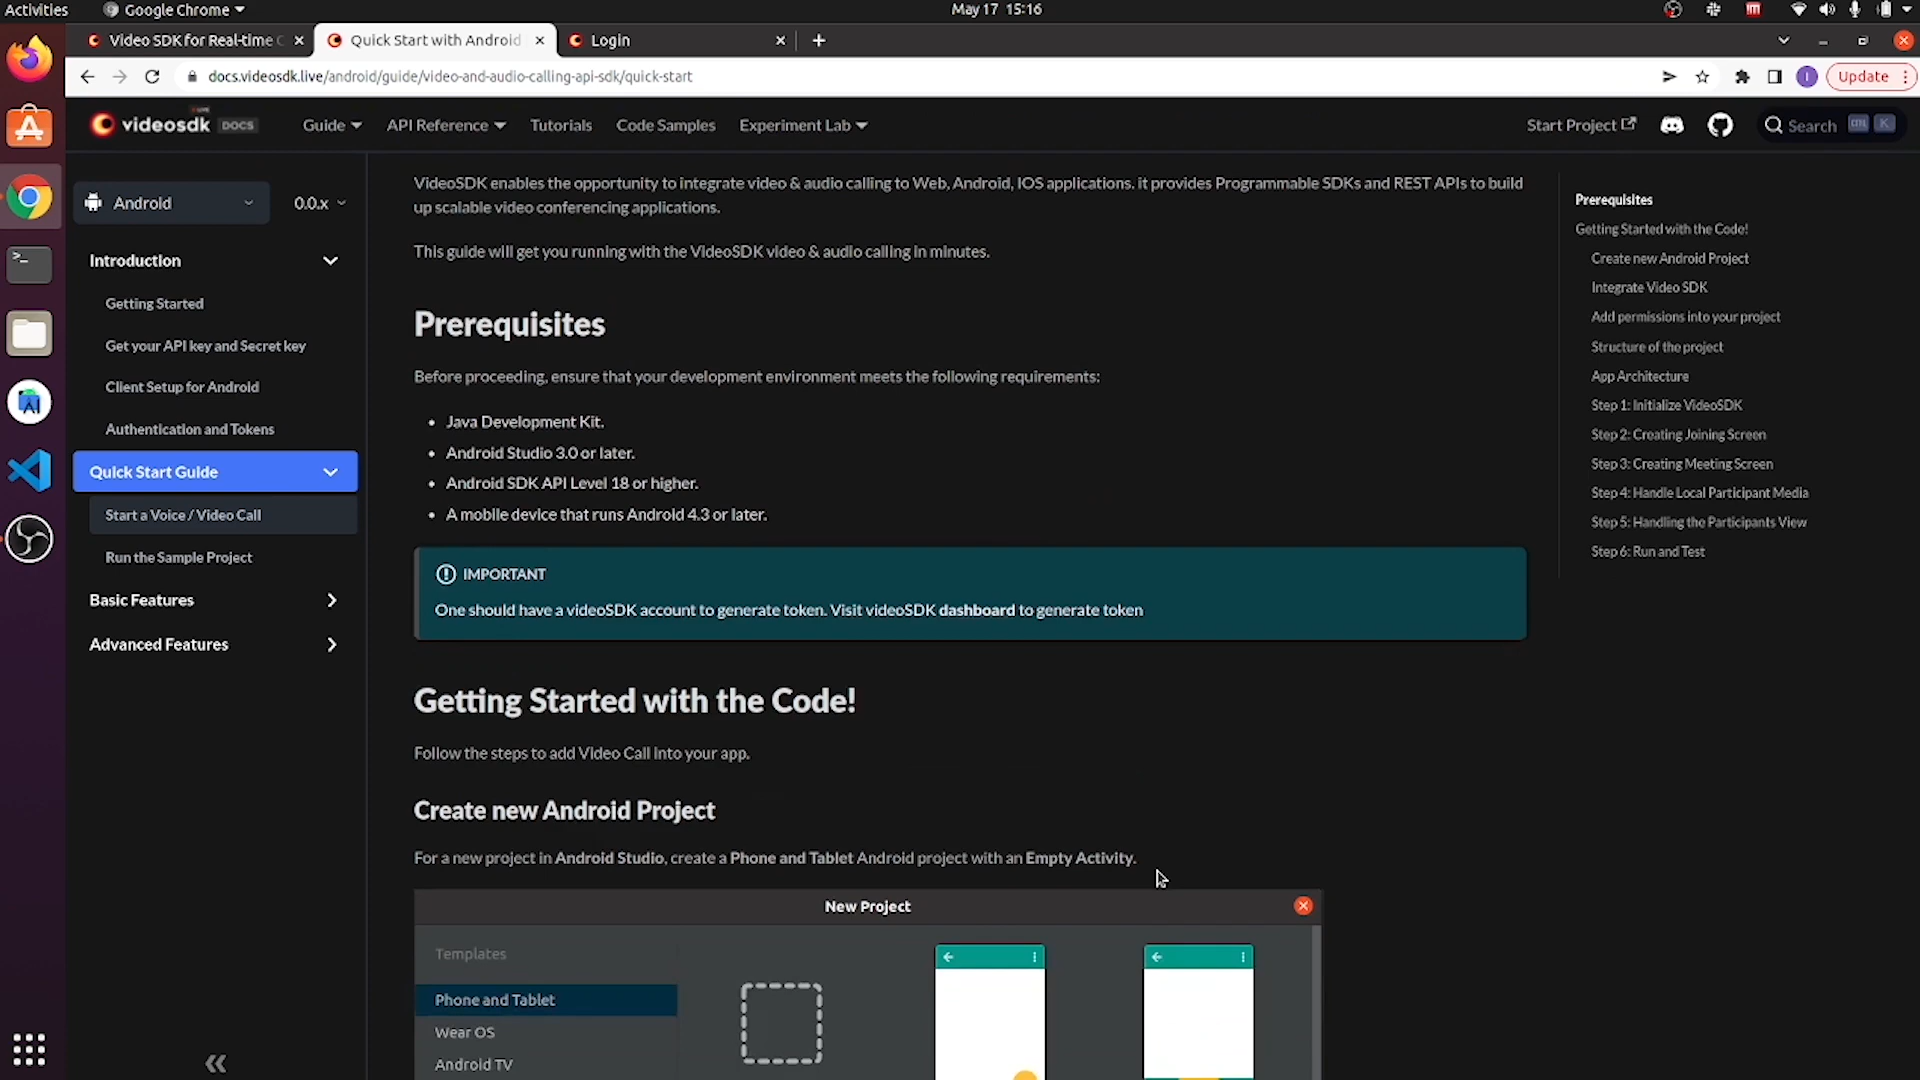 Activities
Google Chrome
May 17 15:16
Video SDK for Real-time C
Quick Start with Android
Login
docs.videosdk.live/android/guide/video-and-audio-calling-api-sdk/quick-start
Update
videosdk
LIVE
DOCS
Guide
API Reference
Tutorials
Code Samples
Experiment Lab
Start Project
Search
K
Android
0.0.x
Introduction
Getting Started
Get your API key and Secret key
Client Setup for Android
Authentication and Tokens
Quick Start Guide
Start a Voice / Video Call
Run the Sample Project
Basic Features
Advanced Features
VideoSDK enables the opportunity to integrate video & audio calling to Web, Android, IOS applications. it provides Programmable SDKs and REST APIs to build
up scalable video conferencing applications.
This guide will get you running with the VideoSDK video & audio calling in minutes.
Prerequisites
Before proceeding, ensure that your development environment meets the following requirements:
• Java Development Kit.
• Android Studio 3.0 or later.
• Android SDK API Level 18 or higher.
• A mobile device that runs Android 4.3 or later.
IMPORTANT
One should have a videoSDK account to generate token. Visit videoSDK dashboard to generate token
Getting Started with the Code!
Follow the steps to add Video Call into your app.
Create new Android Project
For a new project in Android Studio, create a Phone and Tablet Android project with an Empty Activity.
New Project
Templates
Phone and Tablet
Wear OS
Android TV
Prerequisites
Getting Started with the Code!
Create new Android Project
Integrate Video SDK
Add permissions into your project
Structure of the project
App Architecture
Step 1: Initialize VideoSDK
Step 2: Creating Joining Screen
Step 3: Creating Meeting Screen
Step 4: Handle Local Participant Media
Step 5: Handling the Participants View
Step 6: Run and Test